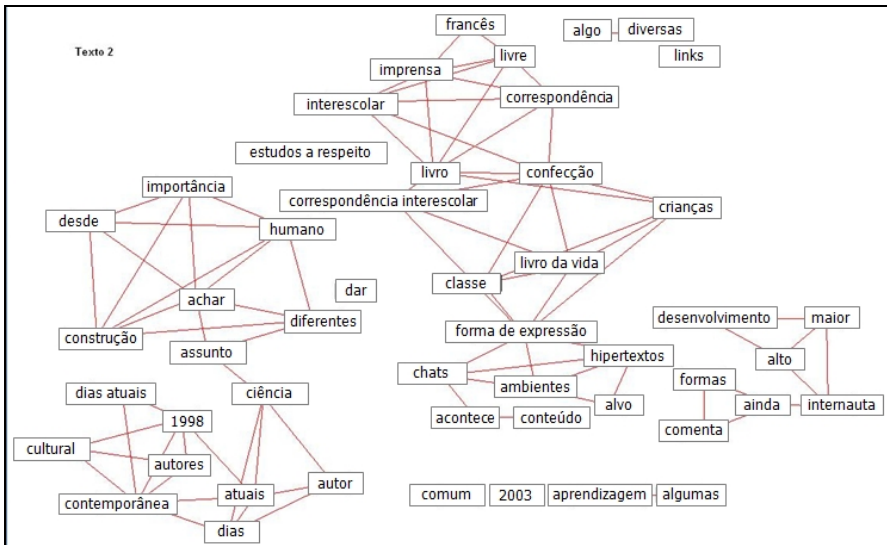 francês
algo
diversas
Texto 2
livre
links
imprensa
interescolar
correspondência
estudos a respeito
livro
confecção
importância
correspondência interescolar
crianças
desde
humano
livro da vida
classe
dar
achar
diferentes
construção
forma de expressão
desenvolvimento
maior
assunto
hipertextos
alto
chats
formas
dias atuais
ciência
ambientes
alvo
ainda
internauta
1998
acontece
conteúdo
comenta
cultural
autores
autor
atuais
contemporânea
comum
2003
aprendizagem
algumas
dias